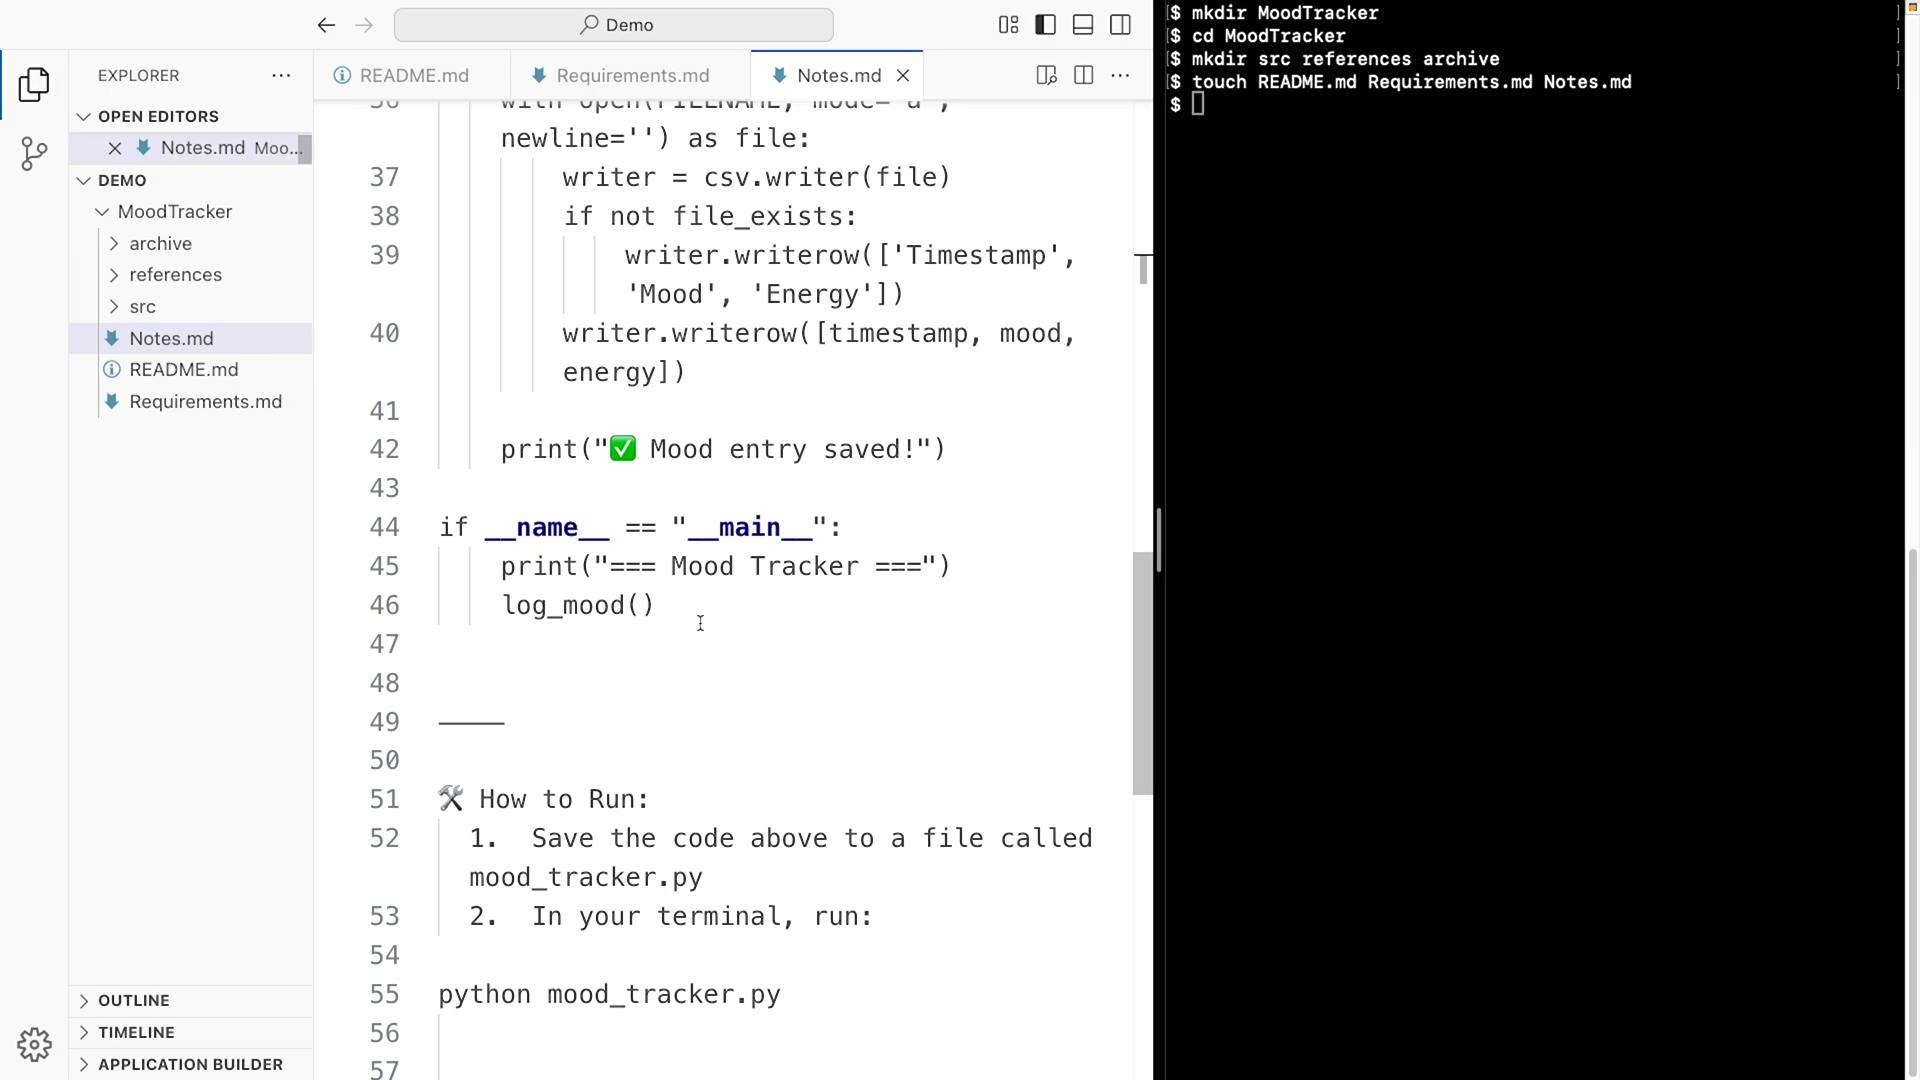 Demo
EXPLORER
OPEN EDITORS
Notes.md Moo...
DEMO
MoodTracker
archive
references
src
Notes.md
README.md
Requirements.md
OUTLINE
TIMELINE
APPLICATION BUILDER
README.md
Requirements.md
Notes.md
36 with open(FILENAME, mode='a',
newline='') as file:
37 writer = csv.writer(file)
38 if not file_exists:
39 writer.writerow(['Timestamp',
'Mood', 'Energy'])
40 writer.writerow([timestamp, mood,
energy])
41
42 print("✅ Mood entry saved!")
43
44 if __name__ == "__main__":
45 print("=== Mood Tracker ===")
46 log_mood()
47
48
49 ⸻
50
51 🛠 How to Run:
52 1. Save the code above to a file called
mood_tracker.py
53 2. In your terminal, run:
54
55 python mood_tracker.py
56
57
[$ mkdir MoodTracker ]
[$ cd MoodTracker ]
[$ mkdir src references archive ]
[$ touch README.md Requirements.md Notes.md ]
$